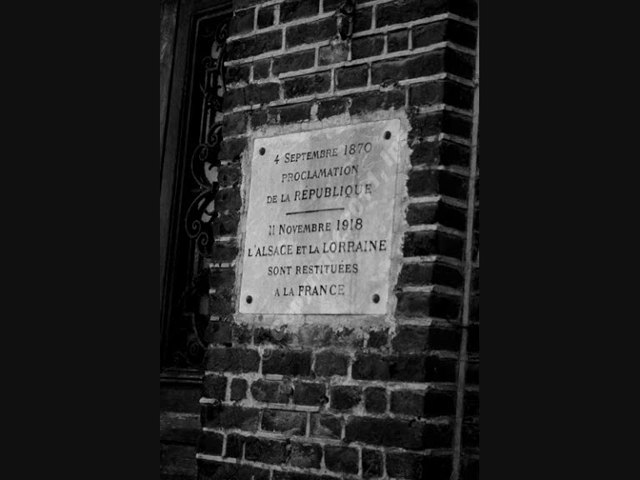 4 SEPTEMBRE 1870
PROCLAMATION
DE LA RÉPUBLIQUE
11 NOVEMBRE 1918
L'ALSACE ET LA LORRAINE
SONT RESTITUÉES
A LA FRANCE